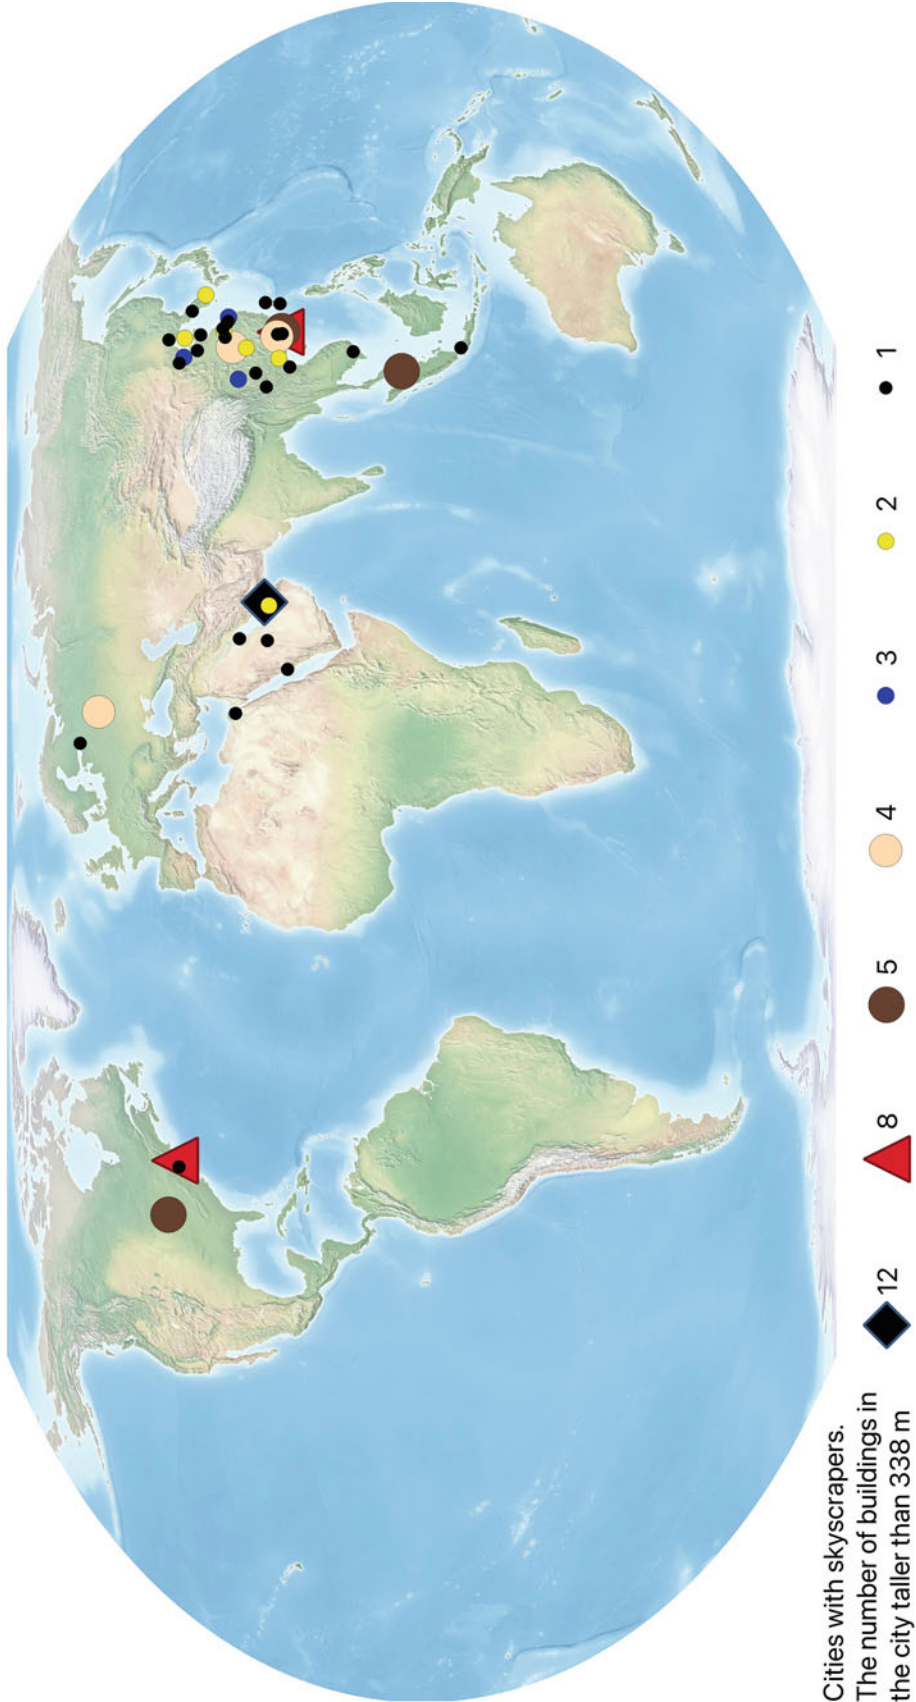 Cities with skyscrapers.
The number of buildings in
the city taller than 338 m
12
8
5
4
3
2
1